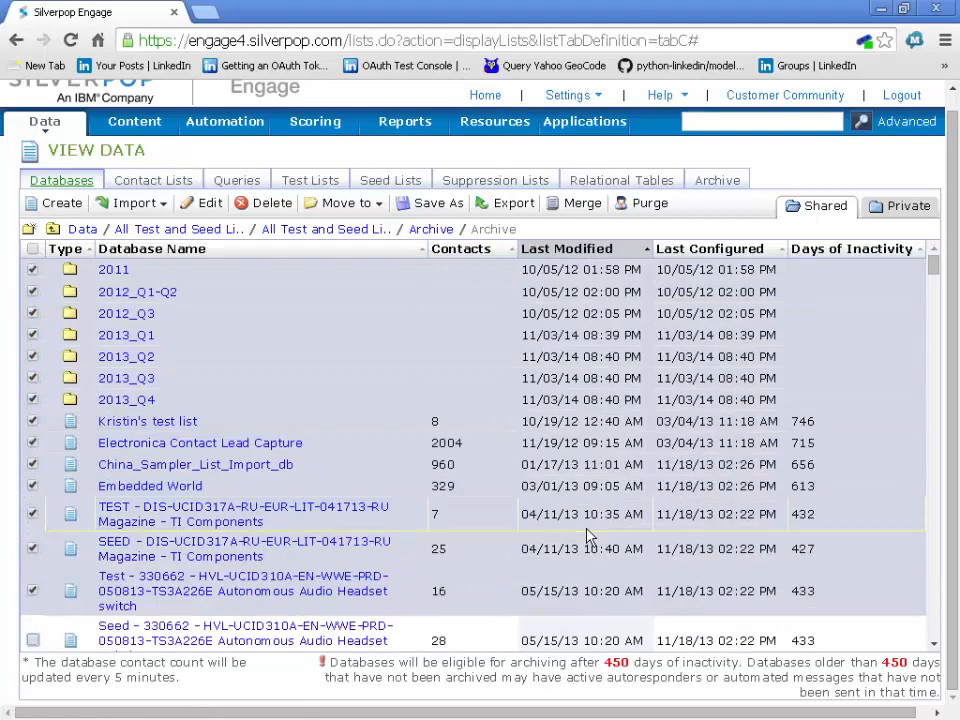 Silverpop Engage
https://engage4.silverpop.com/lists.do?action=displayLists&listTabDefinition=tabC#
New Tab Your Posts | LinkedIn Getting an OAuth Tok... OAuth Test Console | ... Query Yahoo GeoCode python-linkedin/model... Groups | LinkedIn »
SILVERPOP Engage
An IBM Company
Home | Settings | Help | Customer Community | Logout
Data Content Automation Scoring Reports Resources Applications Advanced
VIEW DATA
Databases Contact Lists Queries Test Lists Seed Lists Suppression Lists Relational Tables Archive
Create Import Edit Delete Move to Save As Export Merge Purge Shared Private
Data / All Test and Seed Li.. / All Test and Seed Li.. / Archive / Archive
Type Database Name Contacts Last Modified Last Configured Days of Inactivity
2011 10/05/12 01:58 PM 10/05/12 01:58 PM
2012_Q1-Q2 10/05/12 02:00 PM 10/05/12 02:00 PM
2012_Q3 10/05/12 02:05 PM 10/05/12 02:05 PM
2013_Q1 11/03/14 08:39 PM 11/03/14 08:39 PM
2013_Q2 11/03/14 08:40 PM 11/03/14 08:40 PM
2013_Q3 11/03/14 08:40 PM 11/03/14 08:40 PM
2013_Q4 11/03/14 08:40 PM 11/03/14 08:40 PM
Kristin's test list 8 10/19/12 12:40 AM 03/04/13 11:18 AM 746
Electronica Contact Lead Capture 2004 11/19/12 09:15 AM 03/04/13 11:18 AM 715
China_Sampler_List_Import_db 960 01/17/13 11:01 AM 11/18/13 02:26 PM 656
Embedded World 329 03/01/13 09:05 AM 11/18/13 02:26 PM 613
TEST - DIS-UCID317A-RU-EUR-LIT-041713-RU
Magazine - TI Components 7 04/11/13 10:35 AM 11/18/13 02:22 PM 432
SEED - DIS-UCID317A-RU-EUR-LIT-041713-RU
Magazine - TI Components 25 04/11/13 10:40 AM 11/18/13 02:22 PM 427
Test - 330662 - HVL-UCID310A-EN-WWE-PRD-
050813-TS3A226E Autonomous Audio Headset 16 05/15/13 10:20 AM 11/18/13 02:22 PM 433
switch
Seed - 330662 - HVL-UCID310A-EN-WWE-PRD-
050813-TS3A226E Autonomous Audio Headset 28 05/15/13 10:20 AM 11/18/13 02:22 PM 433
* The database contact count will be
updated every 5 minutes.
! Databases will be eligible for archiving after 450 days of inactivity. Databases older than 450 days
that have not been archived may have active autoresponders or automated messages that have not
been sent in that time.